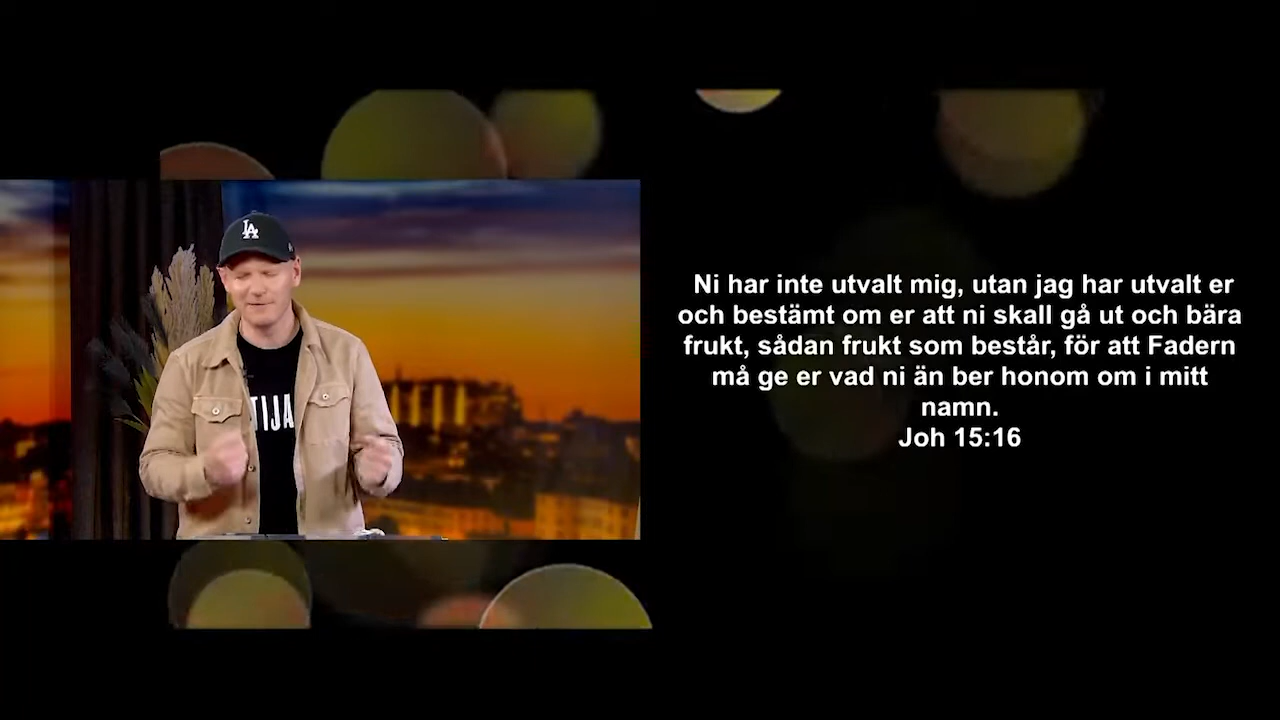 LA
TIJA
Ni har inte utvalt mig, utan jag har utvalt er
och bestämt om er att ni skall gå ut och bära
frukt, sådan frukt som består, för att Fadern
må ge er vad ni än ber honom om i mitt
namn.
Joh 15:16